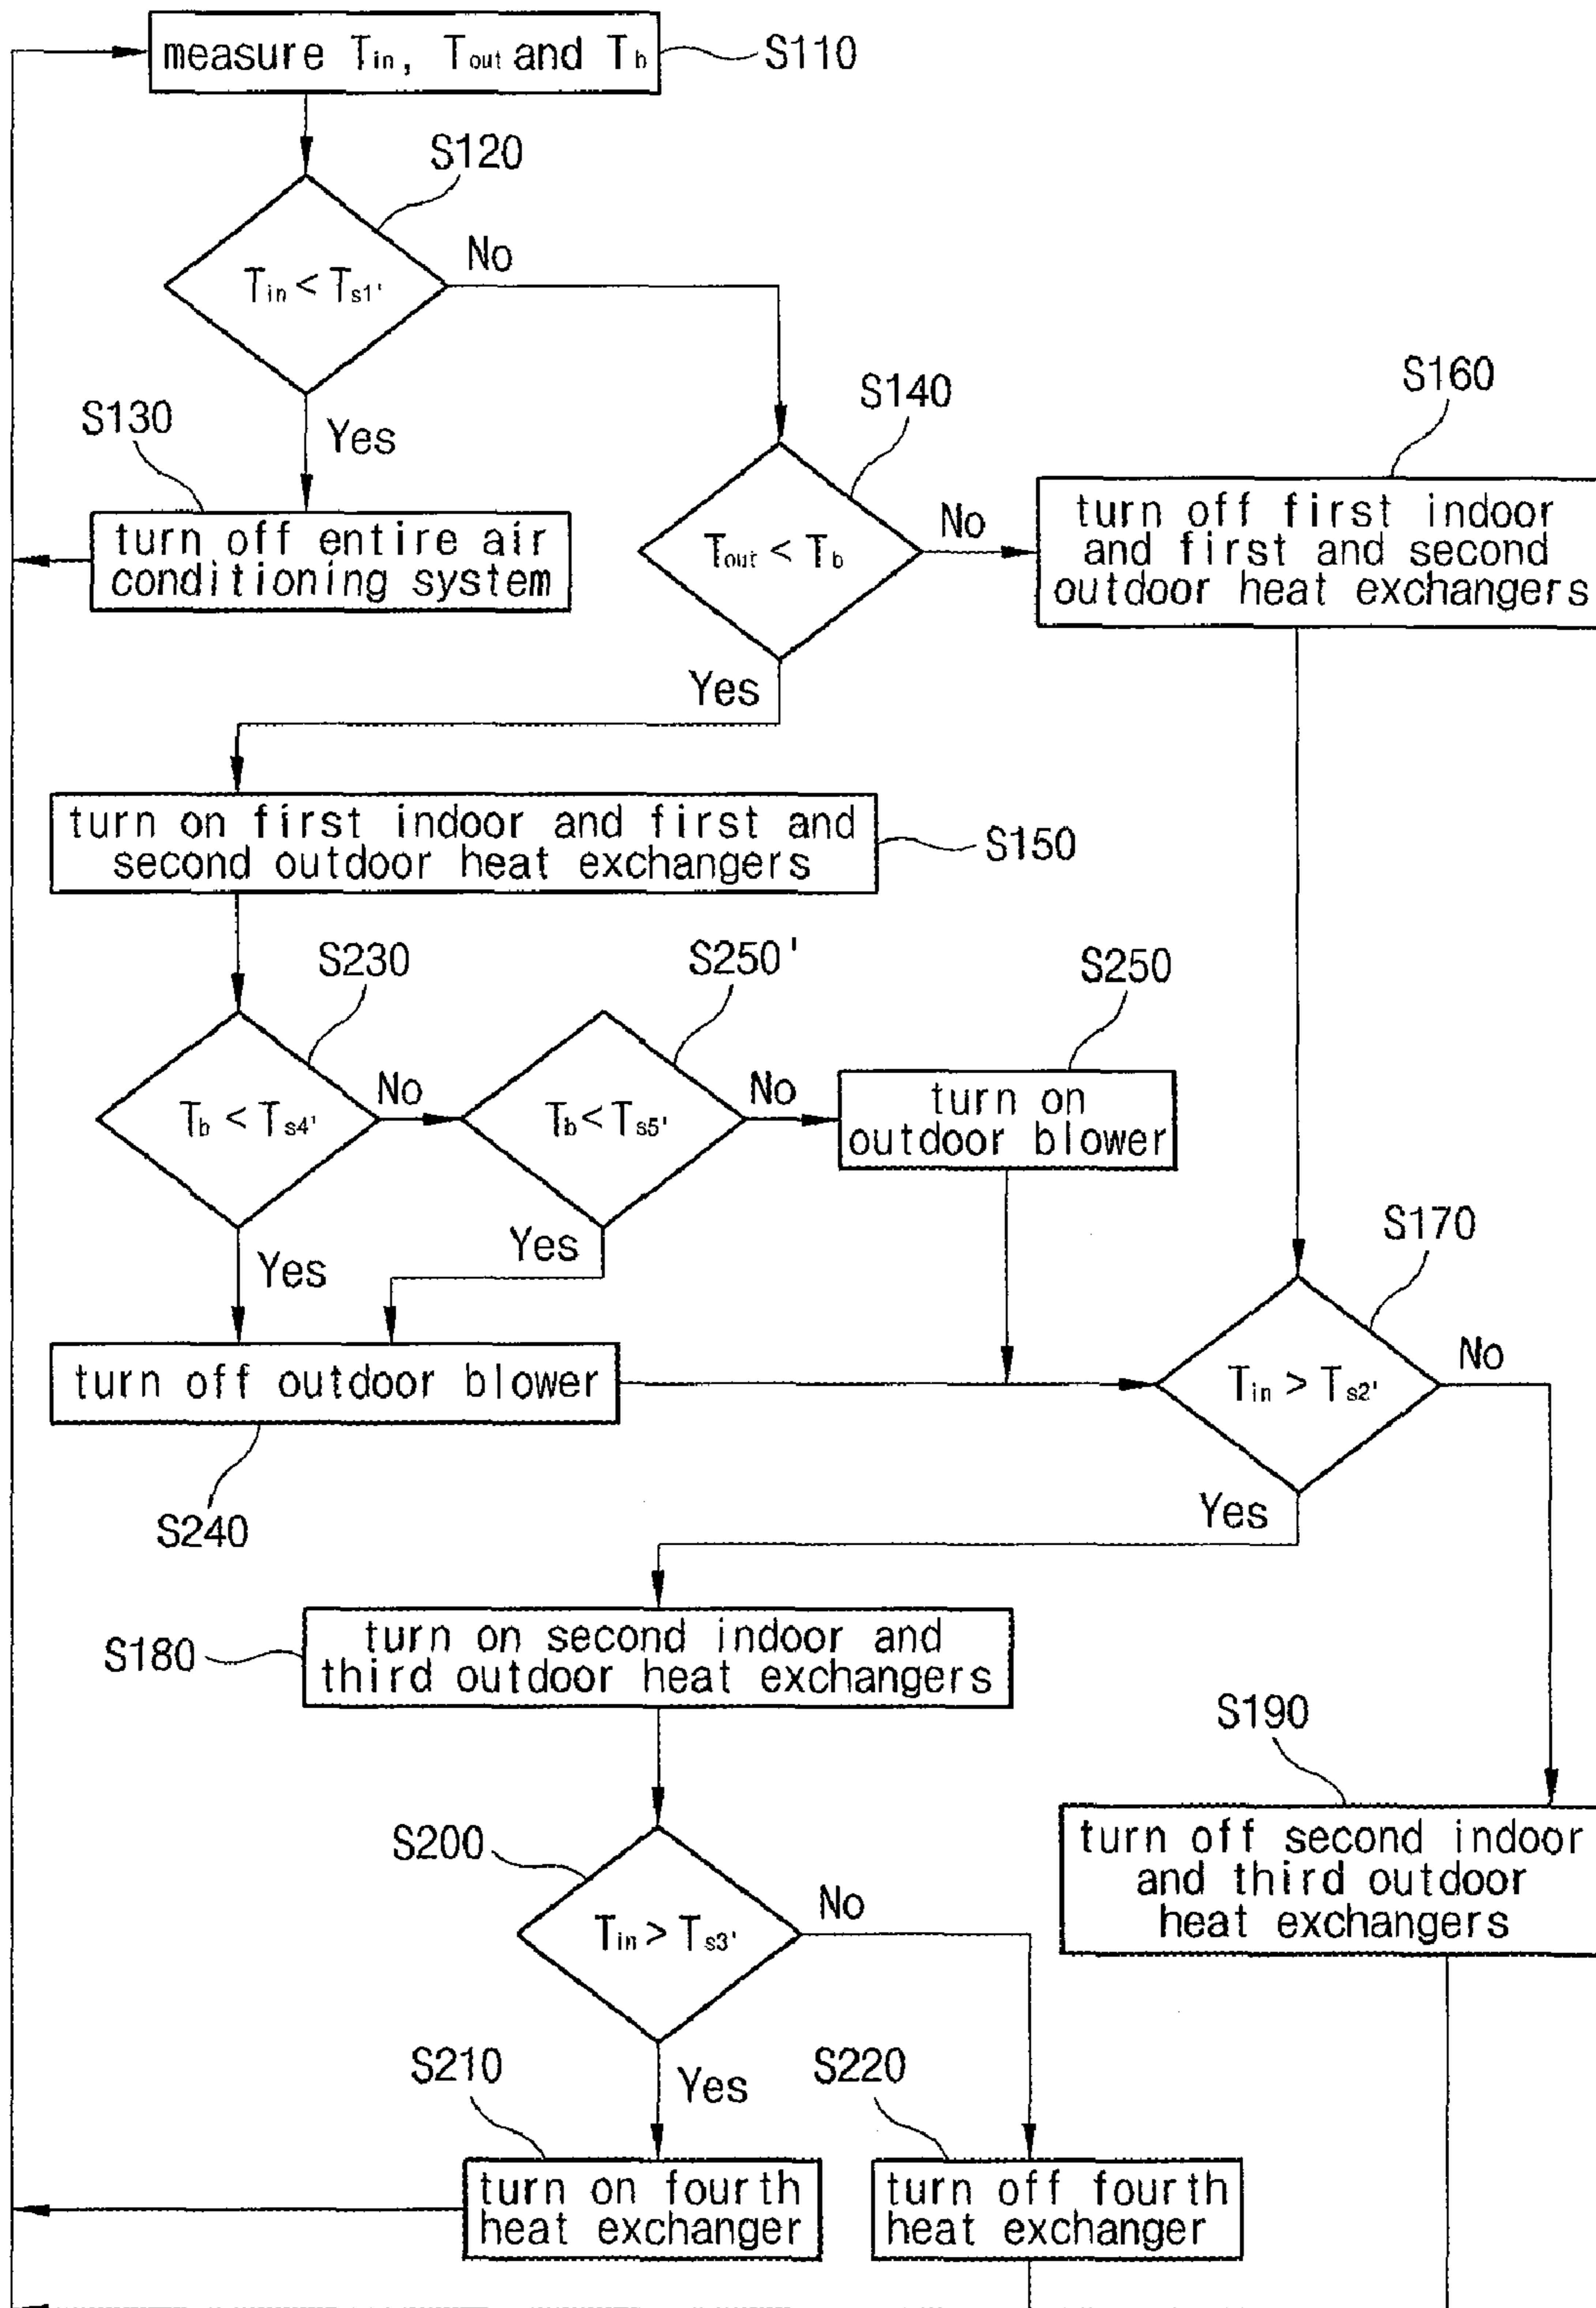 measure Tin, Tout and Tb
S110
S120
Tin < Ts1'
No
Yes
S130
turn off entire air
conditioning system
S140
Tout < Tb
No
Yes
S160
turn off first indoor
and first and second
outdoor heat exchangers
turn on first indoor and first and
second outdoor heat exchangers
S150
S230
Tb < Ts4'
No
Yes
S250'
Tb < Ts5'
No
Yes
S250
turn on
outdoor blower
turn off outdoor blower
S240
S170
Tin > Ts2'
No
Yes
S180
turn on second indoor and
third outdoor heat exchangers
S190
turn off second indoor
and third outdoor
heat exchangers
S200
Tin > Ts3'
No
Yes
S210
turn on fourth
heat exchanger
S220
turn off fourth
heat exchanger